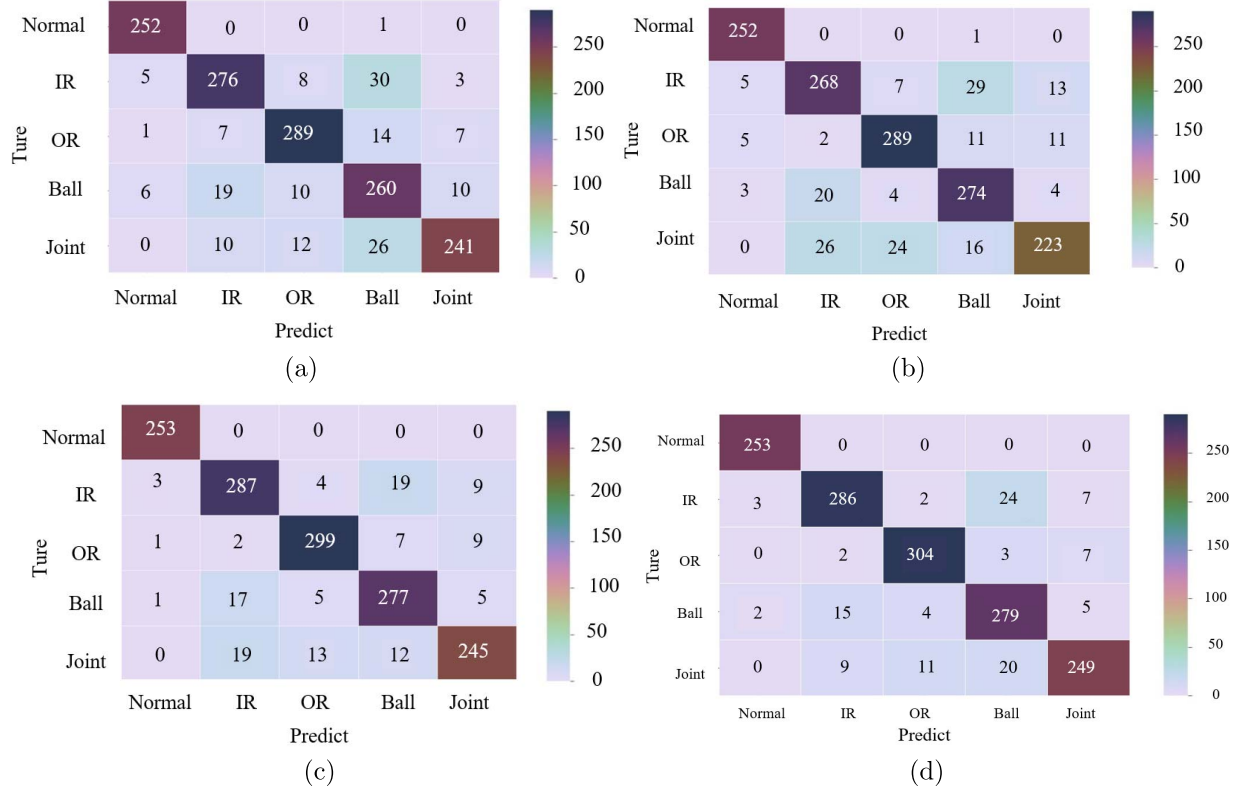 Normal 252 0 0 1 0
IR 5 276 8 30 3
OR 1 7 289 14 7
Ball 6 19 10 260 10
Joint 0 10 12 26 241
Normal IR OR Ball Joint
Predict
Ture
250
200
150
100
50
0
(a)
Normal 252 0 0 1 0
IR 5 268 7 29 13
OR 5 2 289 11 11
Ball 3 20 4 274 4
Joint 0 26 24 16 223
Normal IR OR Ball Joint
Predict
Ture
250
200
150
100
50
0
(b)
Normal 253 0 0 0 0
IR 3 287 4 19 9
OR 1 2 299 7 9
Ball 1 17 5 277 5
Joint 0 19 13 12 245
Normal IR OR Ball Joint
Predict
Ture
250
200
150
100
50
0
(c)
Normal 253 0 0 0 0
IR 3 286 2 24 7
OR 0 2 304 3 7
Ball 2 15 4 279 5
Joint 0 9 11 20 249
Normal IR OR Ball Joint
Predict
Ture
250
200
150
100
50
0
(d)